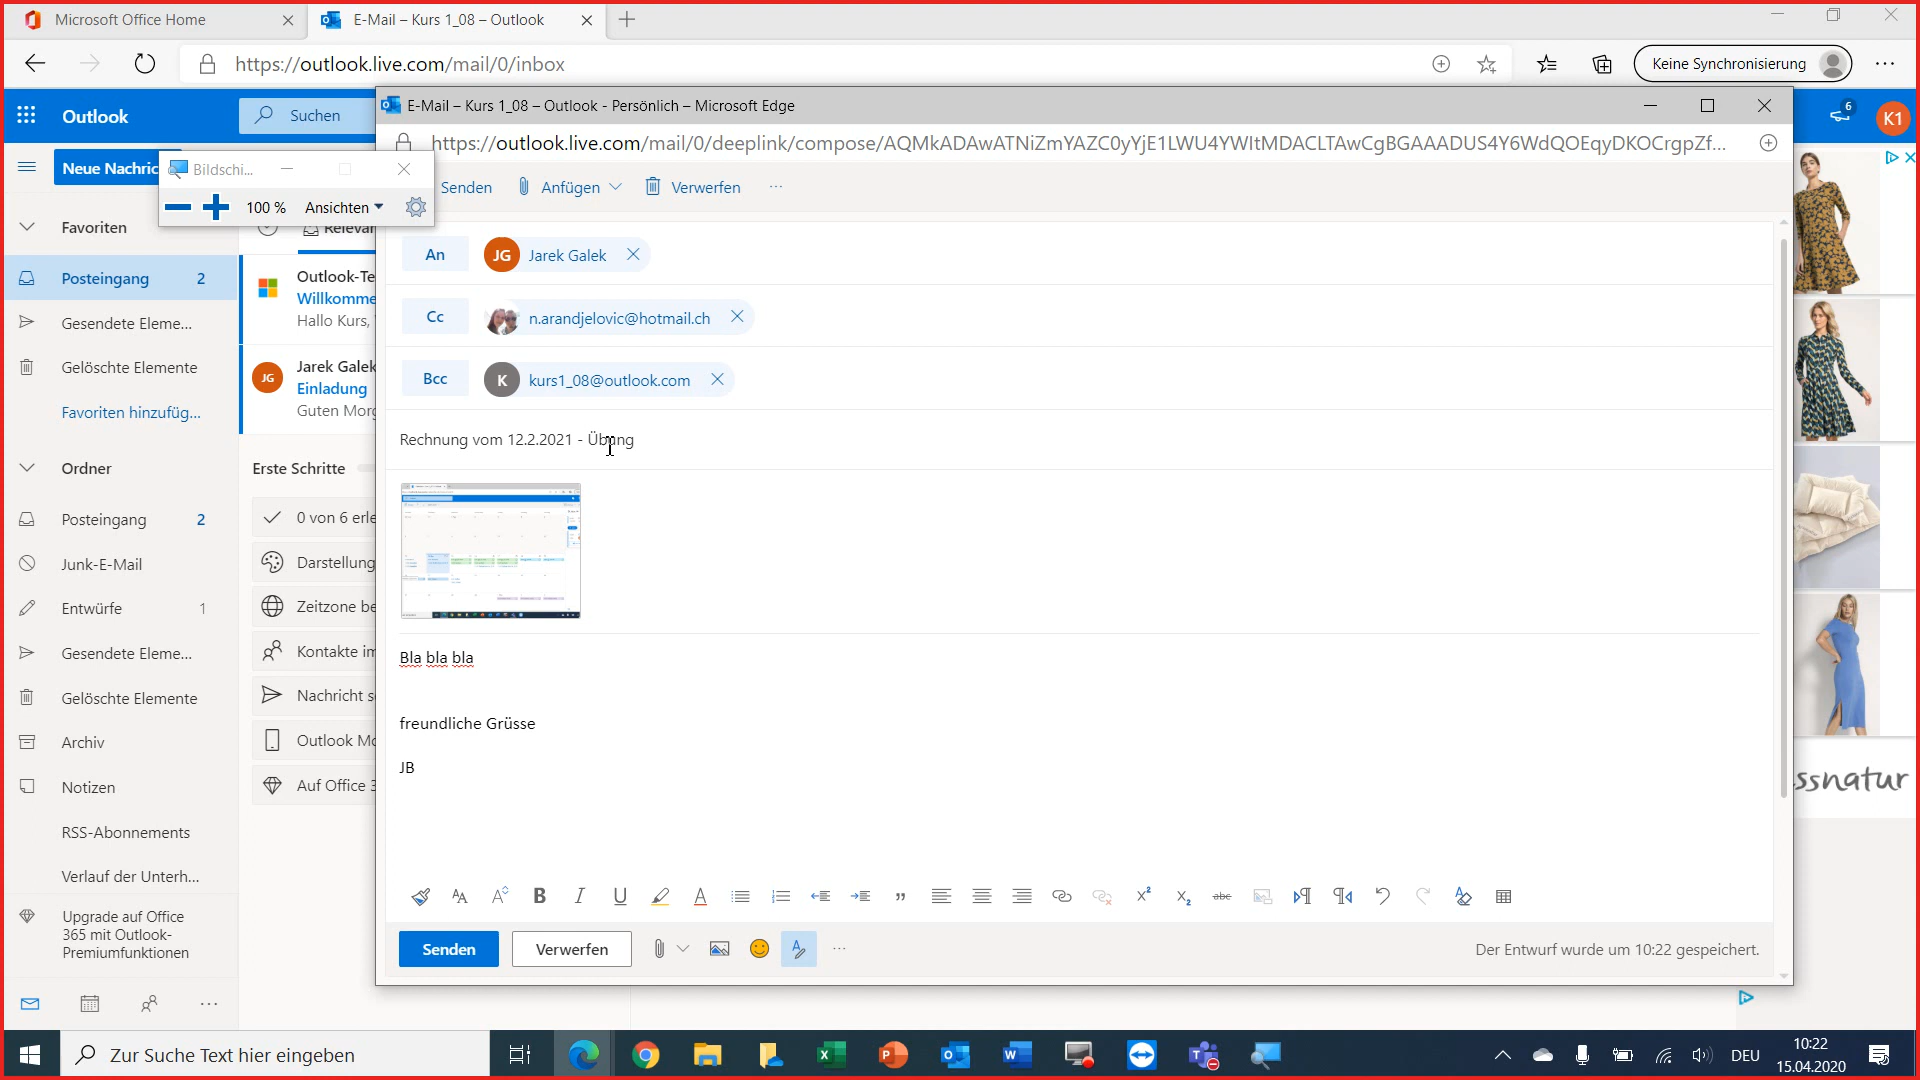 Microsoft Office Home
E-Mail – Kurs 1_08 – Outlook
https://outlook.live.com/mail/0/inbox
Keine Synchronisierung
Outlook
Suchen
6
K1
E-Mail – Kurs 1_08 – Outlook - Persönlich – Microsoft Edge
https://outlook.live.com/mail/0/deeplink/compose/AQMkADAwATNiZmYAZC0yYjE1LWU4YWItMDACLTAwCgBGAAADUS4Y6WdQOEqyDKOCrgpZf...
Neue Nachric
Bildschi...
100 %
Ansichten
Senden
Anfügen
Verwerfen
Favoriten
Relevan
Posteingang 2
Gesendete Eleme...
Gelöschte Elemente
Favoriten hinzufüg...
Ordner
Posteingang 2
Junk-E-Mail
Entwürfe 1
Gesendete Eleme...
Gelöschte Elemente
Archiv
Notizen
RSS-Abonnements
Verlauf der Unterh...
Upgrade auf Office
365 mit Outlook-
Premiumfunktionen
Outlook-Te
Willkomme
Hallo Kurs,
JG
Jarek Galek
Einladung
Guten Morg
Erste Schritte
0 von 6 erle
Darstellung
Zeitzone be
Kontakte im
Nachricht s
Outlook Mo
Auf Office 3
An
JG Jarek Galek
Cc
n.arandjelovic@hotmail.ch
Bcc
K kurs1_08@outlook.com
Rechnung vom 12.2.2021 - Übung
Bla bla bla
freundliche Grüsse
JB
Senden
Verwerfen
Der Entwurf wurde um 10:22 gespeichert.
ssnatur
Zur Suche Text hier eingeben
DEU
10:22
15.04.2020